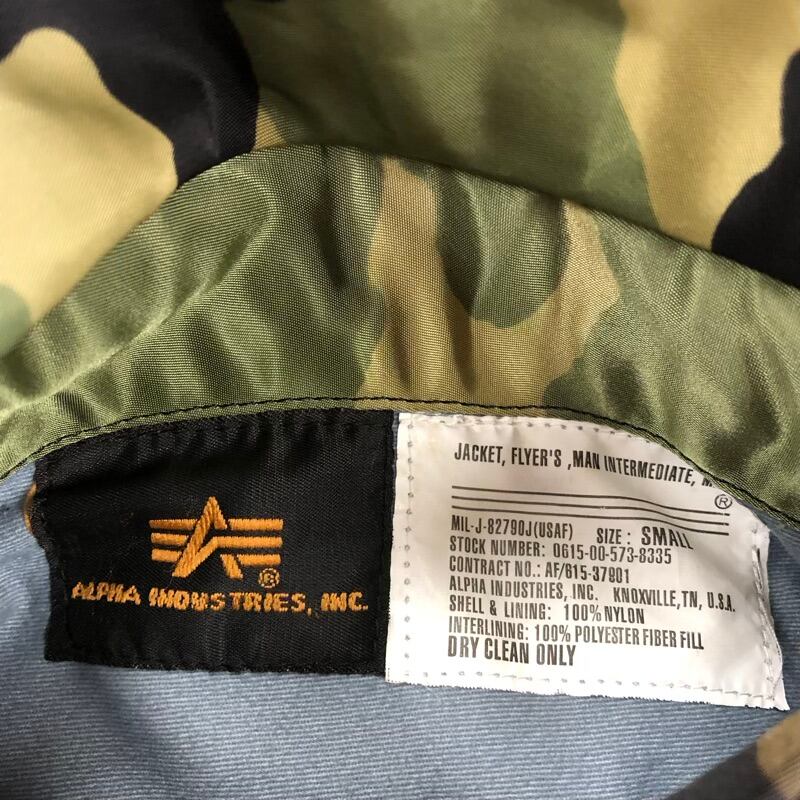 ALPHA INDUSTRIES, INC.
®
JACKET, FLYER'S ,MAN INTERMEDIATE,
®
MIL-J-82790J(USAF) SIZE : SMALL
STOCK NUMBER: 0615-00-573-8335
CONTRACT NO.: AF/615-37901
ALPHA INDUSTRIES, INC. KNOXVILLE,TN, U.S.A.
SHELL & LINING: 100%NYLON
INTERLINING: 100% POLYESTER FIBER FILL
DRY CLEAN ONLY